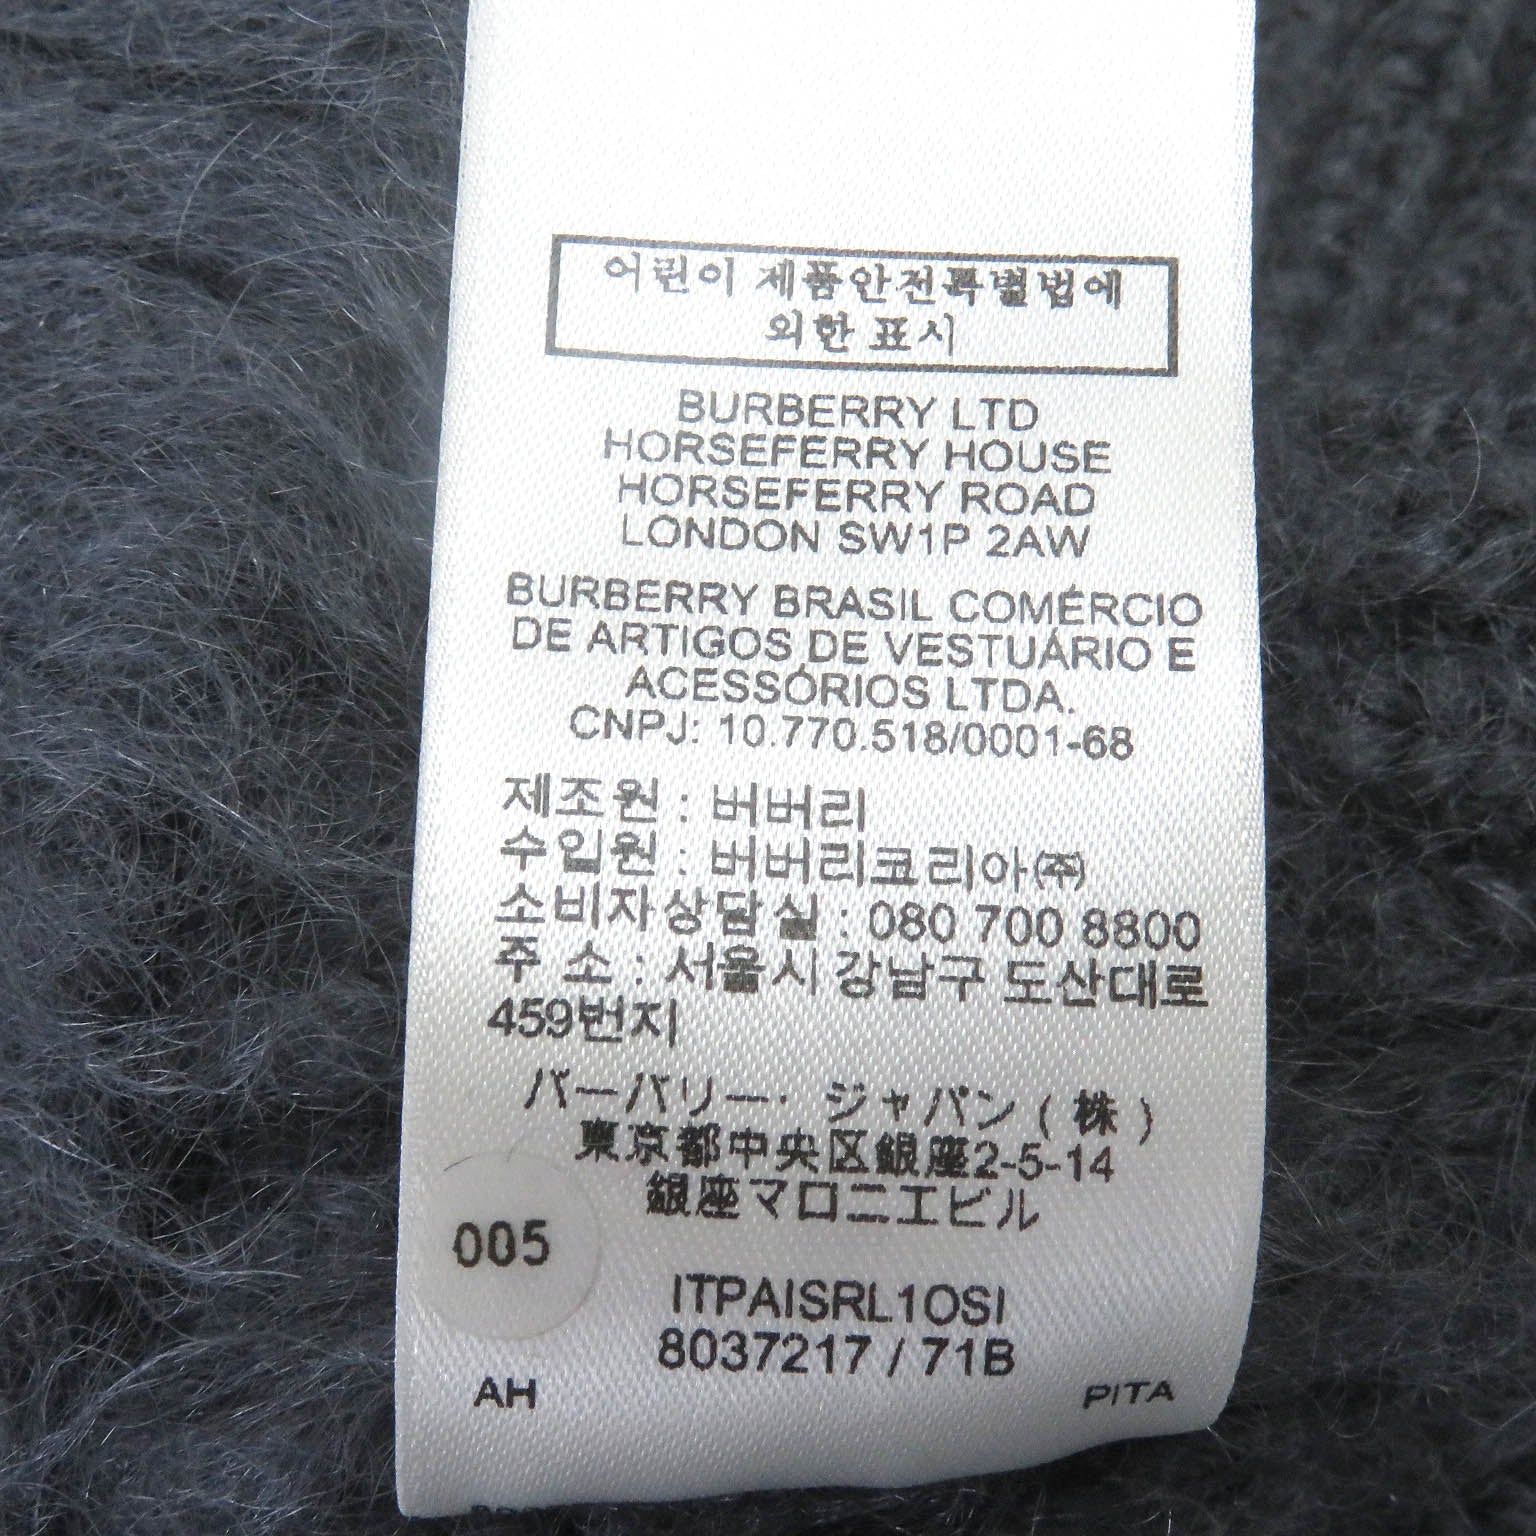 어린이 제품안전특별법에
의한 표시
BURBERRY LTD
HORSEFERRY HOUSE
HORSEFERRY ROAD
LONDON SW1P 2AW
BURBERRY BRASIL COMÉRCIO
DE ARTIGOS DE VESTUÁRIO E
ACESSÓRIOS LTDA.
CNPJ: 10.770.518/0001-68
제조원 : 버버리
수입원 : 버버리코리아㈜
소비자상담실 : 080 700 8800
주 소 : 서울시 강남구 도산대로
459번지
バーバリー・ジャパン ( 株 )
東京都中央区銀座2-5-14
銀座マロニエビル
005
ITPAISRL1OSI
8037217 / 71B
AH PITA